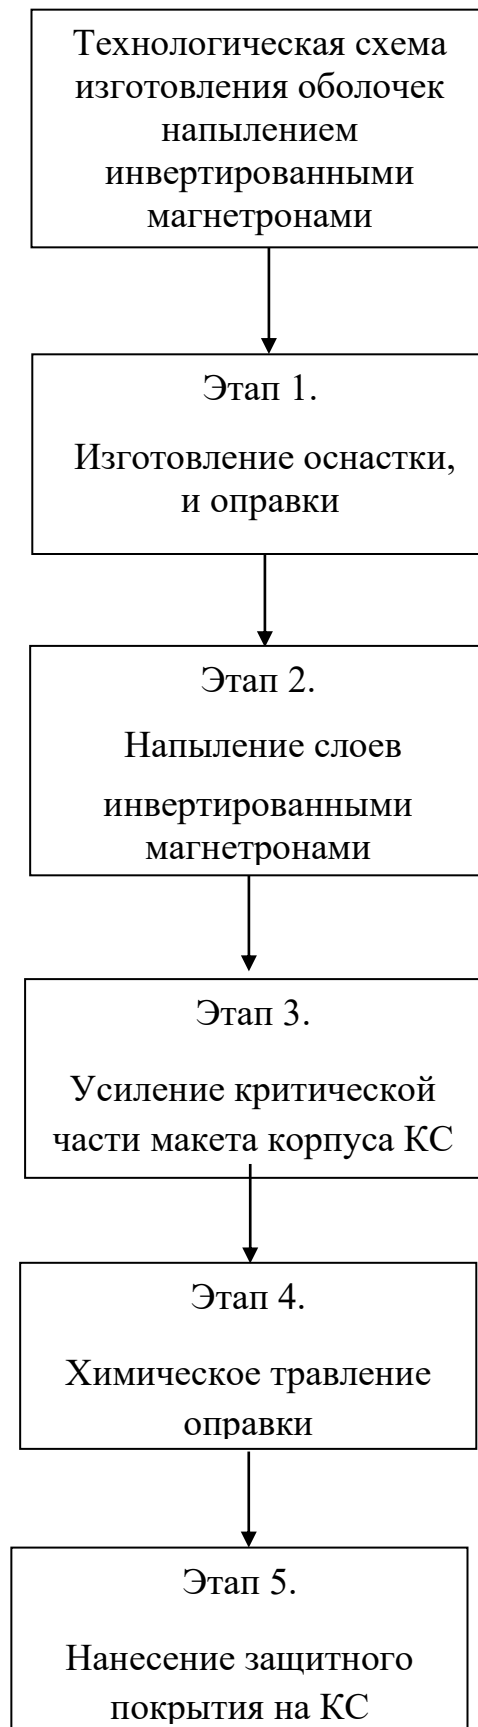 Технологическая схема
изготовления оболочек
напылением
инвертированными
магнетронами
Этап 1.
Изготовление оснастки,
и оправки
Этап 2.
Напыление слоев
инвертированными
магнетронами
Этап 3.
Усиление критической
части макета корпуса КС
Этап 4.
Химическое травление
оправки
Этап 5.
Нанесение защитного
покрытия на КС